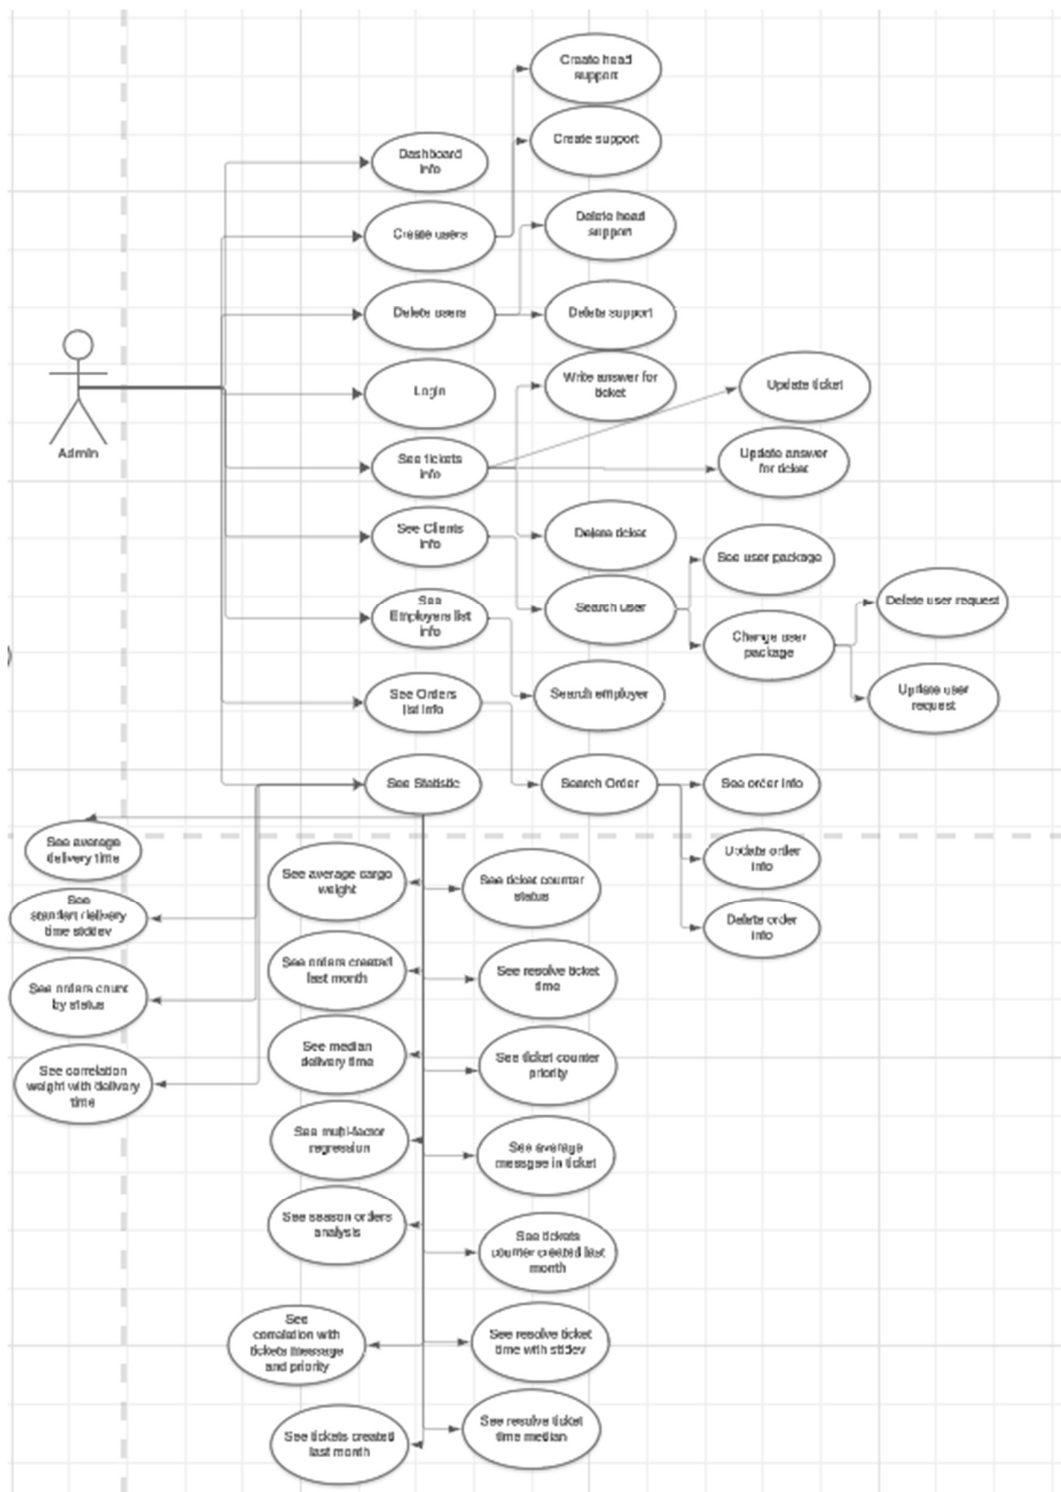 Create head
support
Create support
Dashboard
info
Delete head
support
Create users
Delete users
Delete support
Write answer for
ticket
Update ticket
Login
Admin
See tickets
info
Update answer
for ticket
See Clients
info
Delete ticket
See user package
See
Employers list
info
Search user
Delete user request
Change user
package
See Orders
list info
Search employer
Update user
request
See Statistic
Search Order
See order info
See average
delivery time
Update order
info
See average cargo
weight
See ticket counter
status
See
standart delivery
time stddev
Delete order
info
See orders created
last month
See resolve ticket
time
See orders count
by status
See median
delivery time
See ticket counter
priority
See correlation
weight with delivery
time
See multi-factor
regression
See average
messgae in ticket
See season orders
analysis
See tickets
counter created last
month
See
correlation with
tickets message
and priority
See resolve ticket
time with stddev
See tickets created
last month
See resolve ticket
time median